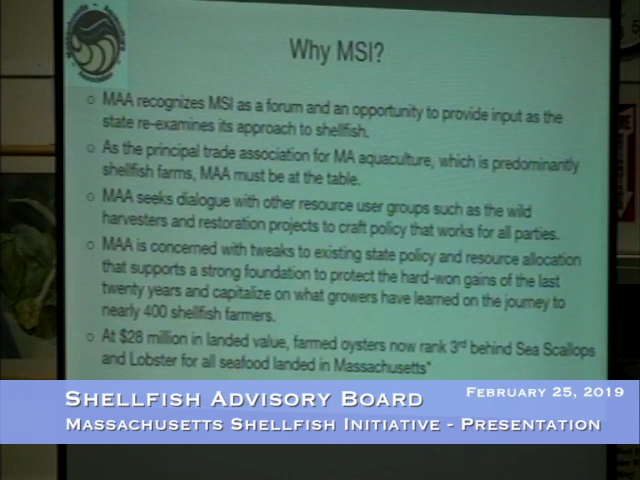 Why MSI?
○ MAA recognizes MSI as a forum and an opportunity to provide input as the
state re-examines its approach to shellfish.
○ As the principal trade association for MA aquaculture, which is predominantly
shellfish farms, MAA must be at the table.
○ MAA seeks dialogue with other resource user groups such as the wild
harvesters and restoration projects to craft policy that works for all parties.
○ MAA is concerned with tweaks to existing state policy and resource allocation
that supports a strong foundation to protect the hard-won gains of the last
twenty years and capitalize on what growers have learned on the journey to
nearly 400 shellfish farmers.
○ At $28 million in landed value, farmed oysters now rank 3rd behind Sea Scallops
and Lobster for all seafood landed in Massachusetts"
Shellfish Advisory Board
February 25, 2019
Massachusetts Shellfish Initiative - Presentation